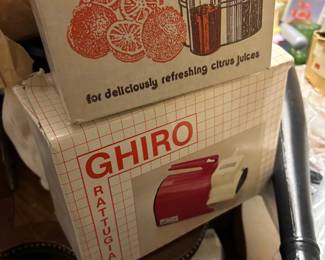 for deliciously refreshing citrus juices
GHIRO
RATTUGIA